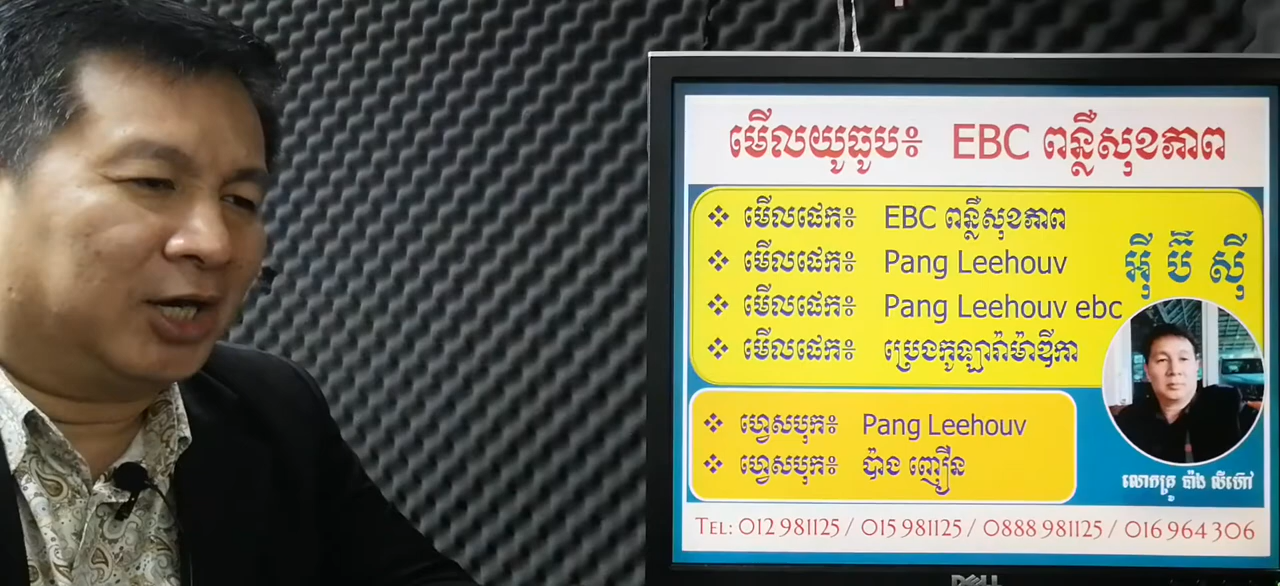 មើលយូធូប៖ EBC ពន្លឺសុខភាព
❖ មើលផេក៖ EBC ពន្លឺសុខភាព
❖ មើលផេក៖ Pang Leehouv
❖ មើលផេក៖ Pang Leehouv ebc
❖ មើលផេក៖ ប្រេងកូឡារ៉ាម៉ាឌីកា
អ៊ី ប៊ី ស៊ី
❖ ហ្វេសបុក៖ Pang Leehouv
❖ ហ្វេសបុក៖ ប៉ាង ញឿន
លោកគ្រូ ប៉ាង លីហ៊ៅ
TEL: 012 981125 / 015 981125 / 0888 981125 / 016 964 306
DELL